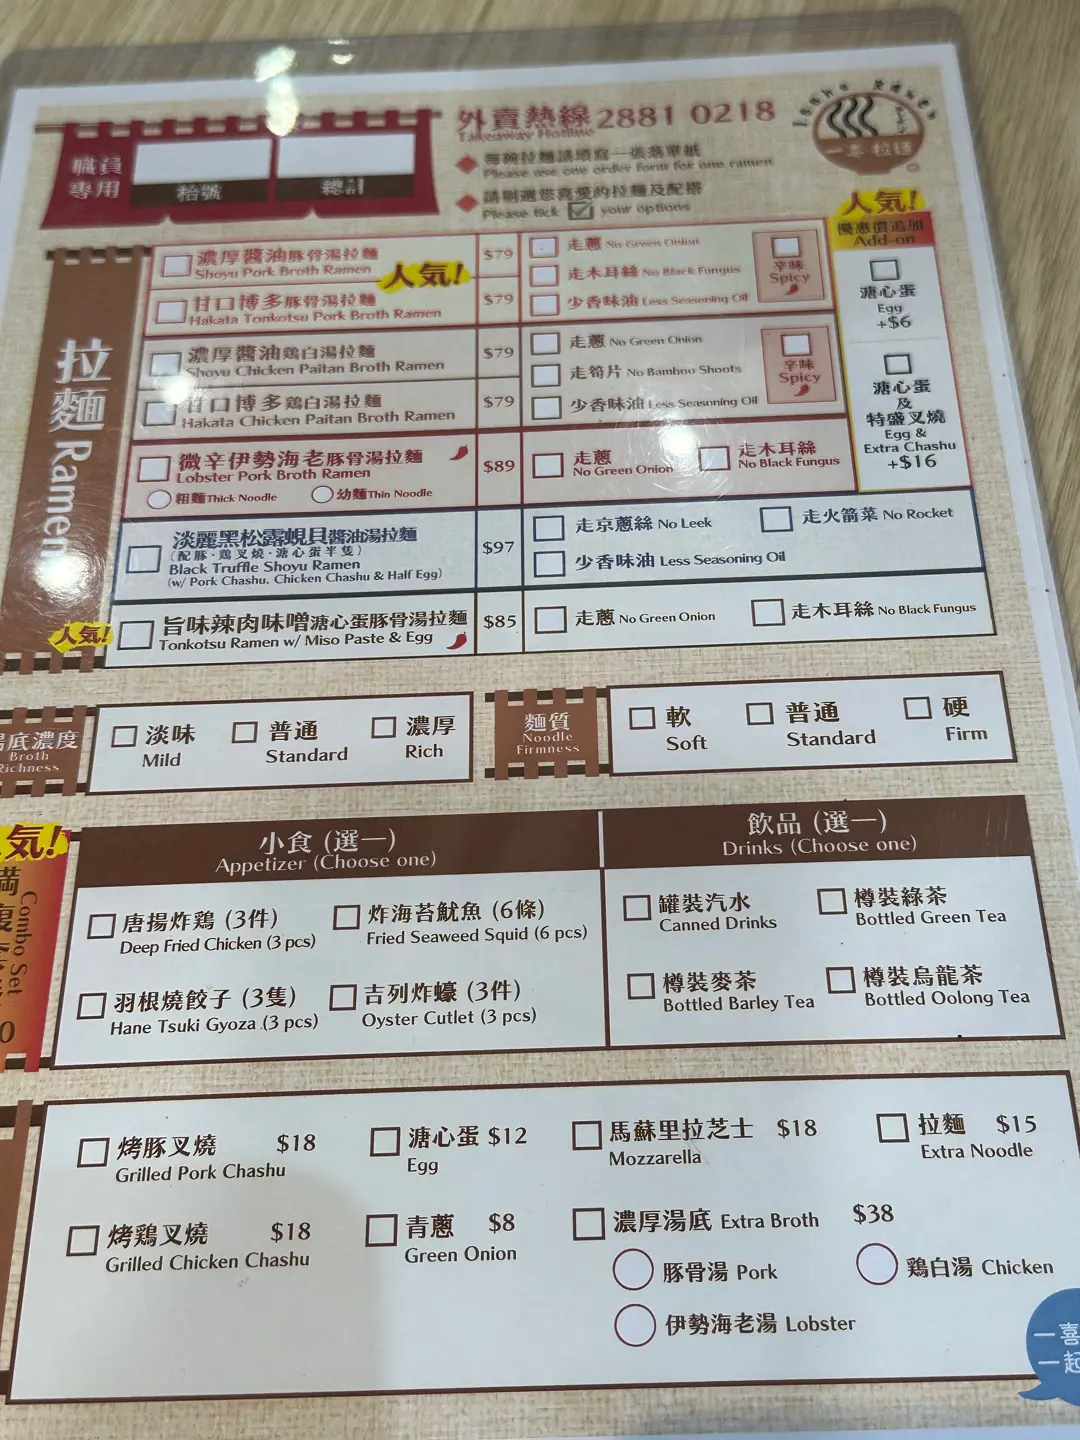 外賣熱線 2881 0218
Takeaway Hotline
職員
專用
枱號
總計
每碗拉麵請填寫一張落單紙
Please use one order form for one ramen
請剔選您喜愛的拉麵及配搭
Please tick ☑ your options
Issho Ramen
一喜·拉麵
拉麵 Ramen
濃厚醬油豚骨湯拉麵 $79
Shoyu Pork Broth Ramen
人気!
甘口博多豚骨湯拉麵 $79
Hakata Tonkotsu Pork Broth Ramen
走蔥 No Green Onion
走木耳絲 No Black Fungus
少香味油 Less Seasoning Oil
辛味
Spicy
濃厚醬油鶏白湯拉麵 $79
Shoyu Chicken Paitan Broth Ramen
甘口博多鶏白湯拉麵 $79
Hakata Chicken Paitan Broth Ramen
走蔥 No Green Onion
走筍片 No Bamboo Shoots
少香味油 Less Seasoning Oil
辛味
Spicy
人気!
優惠價追加
Add-on
溏心蛋
Egg
+$6
溏心蛋
及
特盛叉燒
Egg &
Extra Chashu
+$16
微辛伊勢海老豚骨湯拉麵 $89
Lobster Pork Broth Ramen
粗麵 Thick Noodle
幼麵 Thin Noodle
走蔥
No Green Onion
走木耳絲
No Black Fungus
淡麗黑松露蜆貝醬油湯拉麵 $97
(配豚·鶏叉燒·溏心蛋半隻)
Black Truffle Shoyu Ramen
(w/ Pork Chashu. Chicken Chashu & Half Egg)
走京蔥絲 No Leek
走火箭菜 No Rocket
少香味油 Less Seasoning Oil
人気!
旨味辣肉味噌溏心蛋豚骨湯拉麵 $85
Tonkotsu Ramen w/ Miso Paste & Egg
走蔥 No Green Onion
走木耳絲 No Black Fungus
底濃度
Broth
Richness
淡味
Mild
普通
Standard
濃厚
Rich
麵質
Noodle
Firmness
軟
Soft
普通
Standard
硬
Firm
気!
Combo Set
0
小食 (選一)
Appetizer (Choose one)
飲品 (選一)
Drinks (Choose one)
唐揚炸鶏 (3件)
Deep Fried Chicken (3 pcs)
炸海苔魷魚 (6條)
Fried Seaweed Squid (6 pcs)
羽根燒餃子 (3隻)
Hane Tsuki Gyoza (3 pcs)
吉列炸蠔 (3件)
Oyster Cutlet (3 pcs)
罐裝汽水
Canned Drinks
樽裝綠茶
Bottled Green Tea
樽裝麥茶
Bottled Barley Tea
樽裝烏龍茶
Bottled Oolong Tea
烤豚叉燒 $18
Grilled Pork Chashu
溏心蛋 $12
Egg
馬蘇里拉芝士 $18
Mozzarella
拉麵 $15
Extra Noodle
烤鶏叉燒 $18
Grilled Chicken Chashu
青蔥 $8
Green Onion
濃厚湯底 Extra Broth $38
豚骨湯 Pork
鶏白湯 Chicken
伊勢海老湯 Lobster
一喜
一起